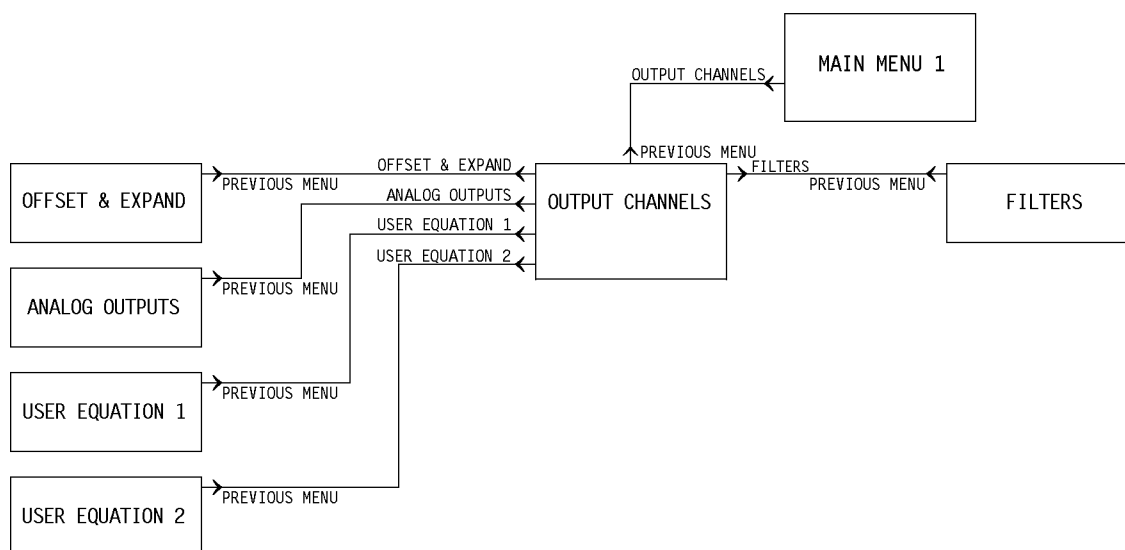 MAIN MENU 1
OUTPUT CHANNELS
PREVIOUS MENU
OFFSET & EXPAND
FILTERS
PREVIOUS MENU
PREVIOUS MENU
OFFSET & EXPAND
ANALOG OUTPUTS
OUTPUT CHANNELS
FILTERS
USER EQUATION 1
USER EQUATION 2
PREVIOUS MENU
ANALOG OUTPUTS
PREVIOUS MENU
USER EQUATION 1
PREVIOUS MENU
USER EQUATION 2